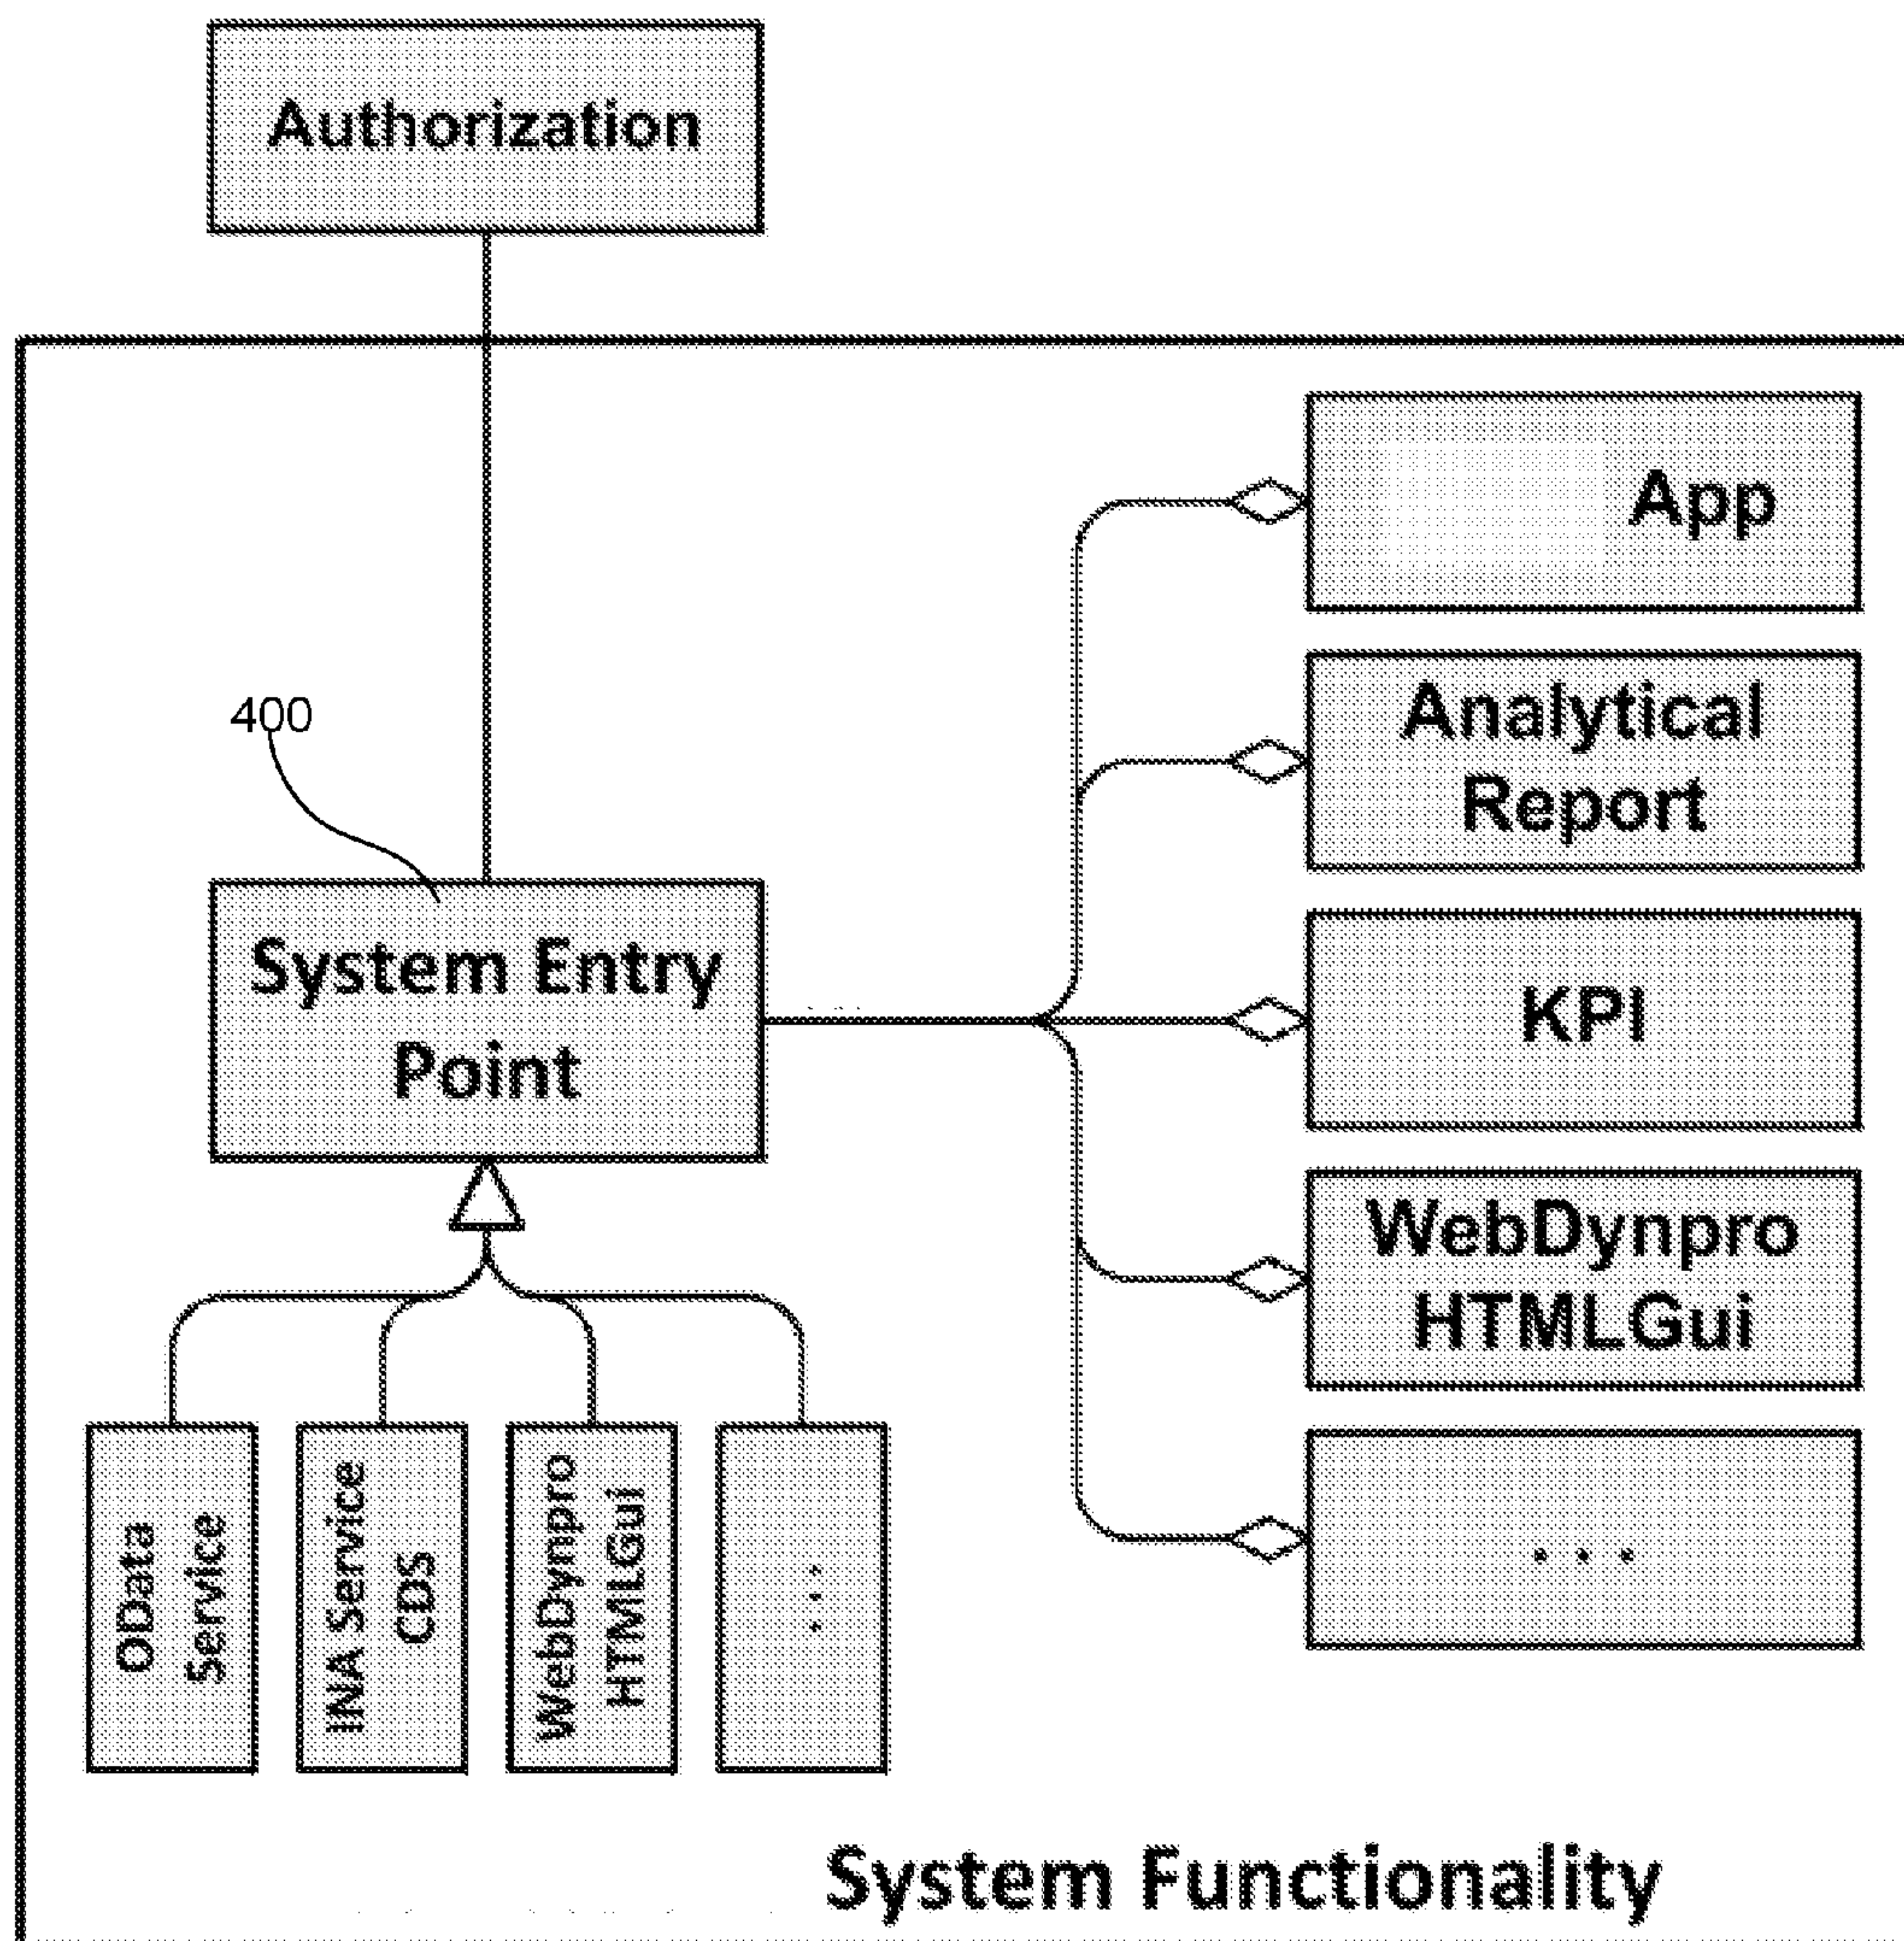 Authorization
App
Analytical
Report
400
System Entry
Point
KPI
WebDynpro
HTMLGui
. . .
OData
Service
INA Service
CDS
WebDynpro
HTMLGui
...
System Functionality